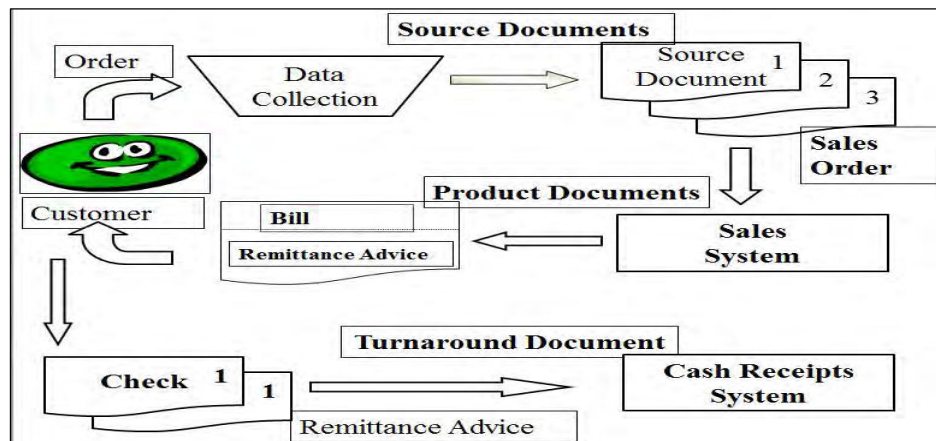 Source Documents
Order
Data
Collection
Source
Document
1
2
3
Sales
Order
Customer
Product Documents
Bill
Remittance Advice
Sales
System
Turnaround Document
Check
1
1
Remittance Advice
Cash Receipts
System